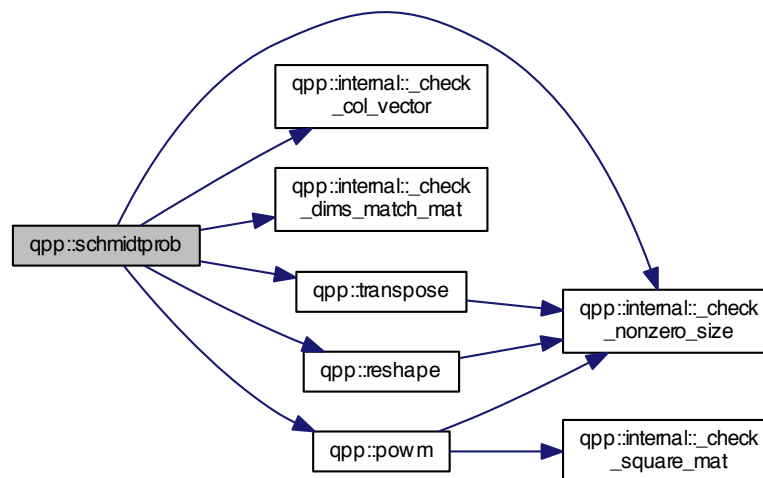 qpp::internal::_check
_col_vector
qpp::internal::_check
_dims_match_mat
qpp::schmidtprob
qpp::transpose
qpp::internal::_check
_nonzero_size
qpp::reshape
qpp::powm
qpp::internal::_check
_square_mat